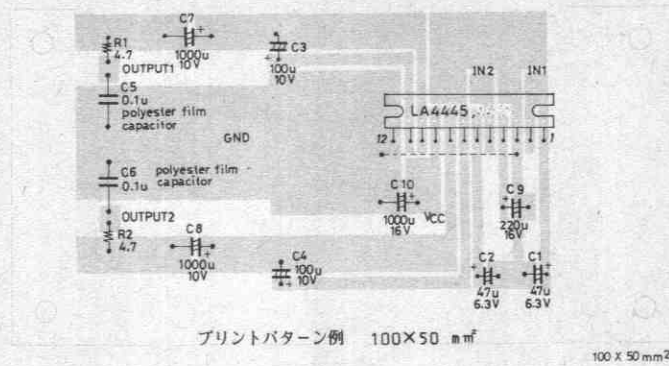 C7
1000u
10V
R1
4.7
OUTPUT1
C3
100u
10V
IN2
IN1
C5
0.1u
polyester film
capacitor
LA4445,
12
1
GND
C6
0.1u
polyester film
capacitor
C10
1000u
16V
VCC
C9
220u
16V
OUTPUT2
R2
4.7
C8
1000u
10V
C4
100u
10V
C2
47u
6.3V
C1
47u
6.3V
プリントパターン例 100×50 mm²
100 X 50 mm²